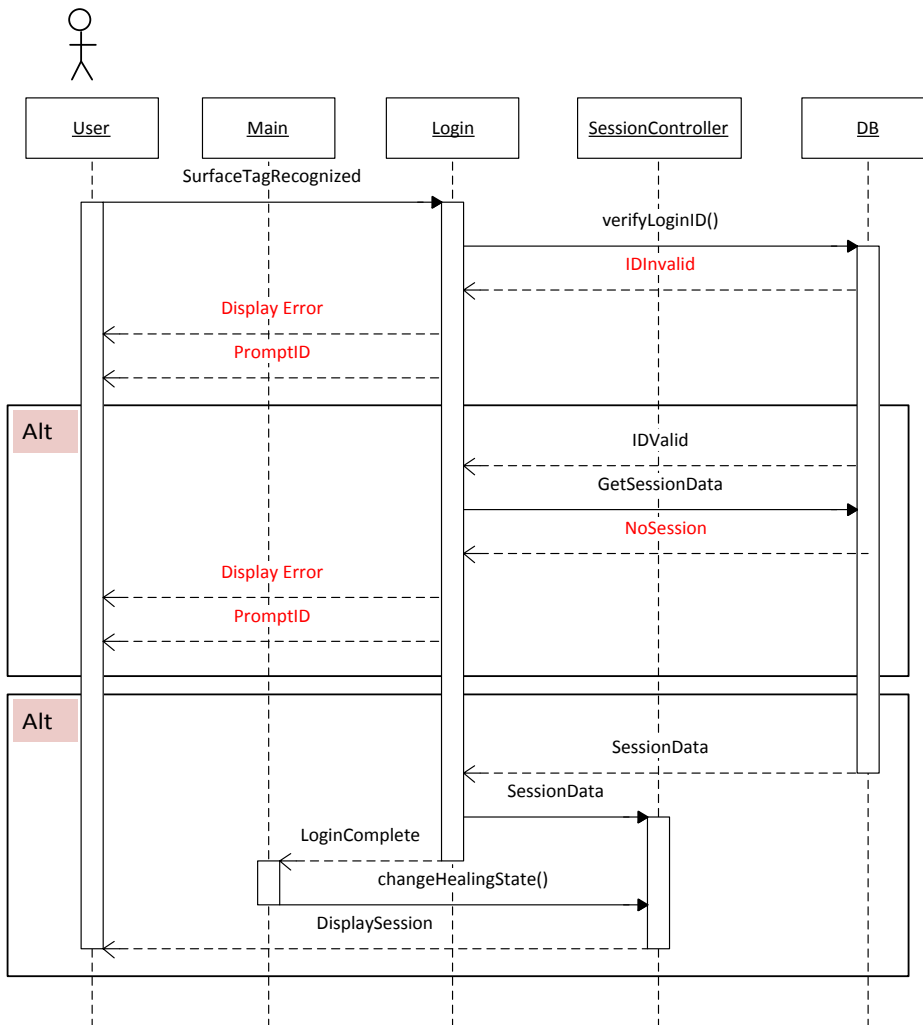 User
Main
Login
SessionController
DB
SurfaceTagRecognized
verifyLoginID()
IDInvalid
Display Error
PromptID
Alt
IDValid
GetSessionData
NoSession
Display Error
PromptID
Alt
SessionData
SessionData
LoginComplete
changeHealingState()
DisplaySession